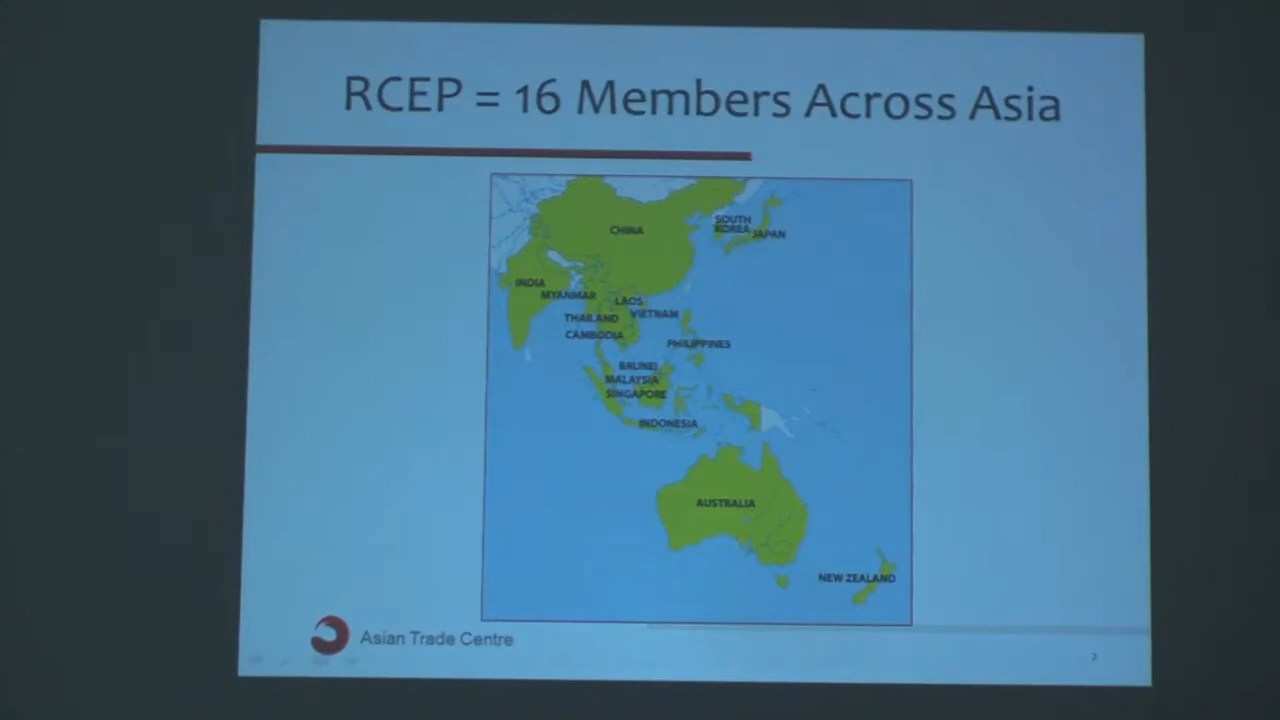 RCEP = 16 Members Across Asia
CHINA
SOUTH
KOREA
JAPAN
INDIA
MYANMAR
LAOS
VIETNAM
THAILAND
CAMBODIA
PHILIPPINES
BRUNEI
MALAYSIA
SINGAPORE
INDONESIA
AUSTRALIA
NEW ZEALAND
Asian Trade Centre
2